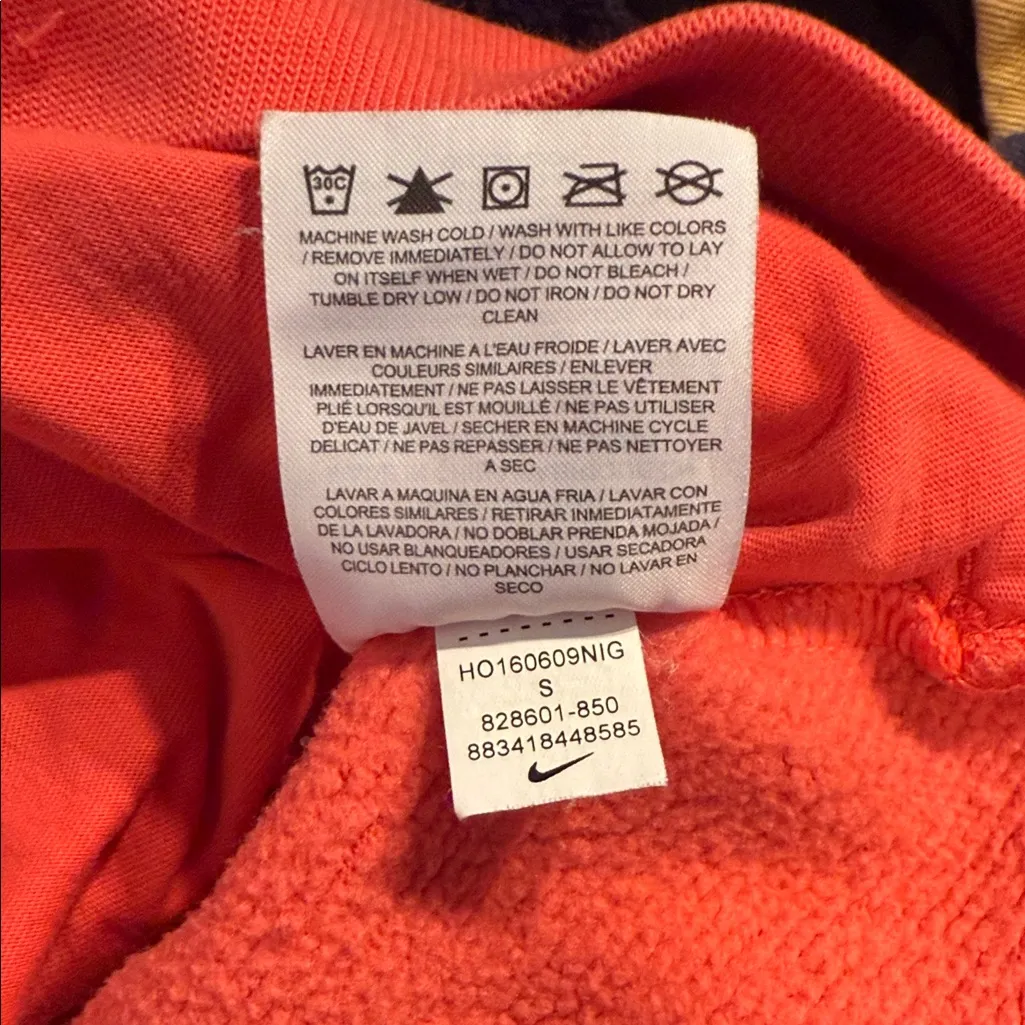 30C
MACHINE WASH COLD / WASH WITH LIKE COLORS
/ REMOVE IMMEDIATELY / DO NOT ALLOW TO LAY
ON ITSELF WHEN WET / DO NOT BLEACH /
TUMBLE DRY LOW / DO NOT IRON / DO NOT DRY
CLEAN
LAVER EN MACHINE A L'EAU FROIDE / LAVER AVEC
COULEURS SIMILAIRES / ENLEVER
IMMEDIATEMENT / NE PAS LAISSER LE VÊTEMENT
PLIÉ LORSQU'IL EST MOUILLÉ / NE PAS UTILISER
D'EAU DE JAVEL / SECHER EN MACHINE CYCLE
DELICAT / NE PAS REPASSER / NE PAS NETTOYER
A SEC
LAVAR A MAQUINA EN AGUA FRIA / LAVAR CON
COLORES SIMILARES / RETIRAR INMEDIATAMENTE
DE LA LAVADORA / NO DOBLAR PRENDA MOJADA /
NO USAR BLANQUEADORES / USAR SECADORA
CICLO LENTO / NO PLANCHAR / NO LAVAR EN
SECO
HO160609NIG
S
828601-850
883418448585